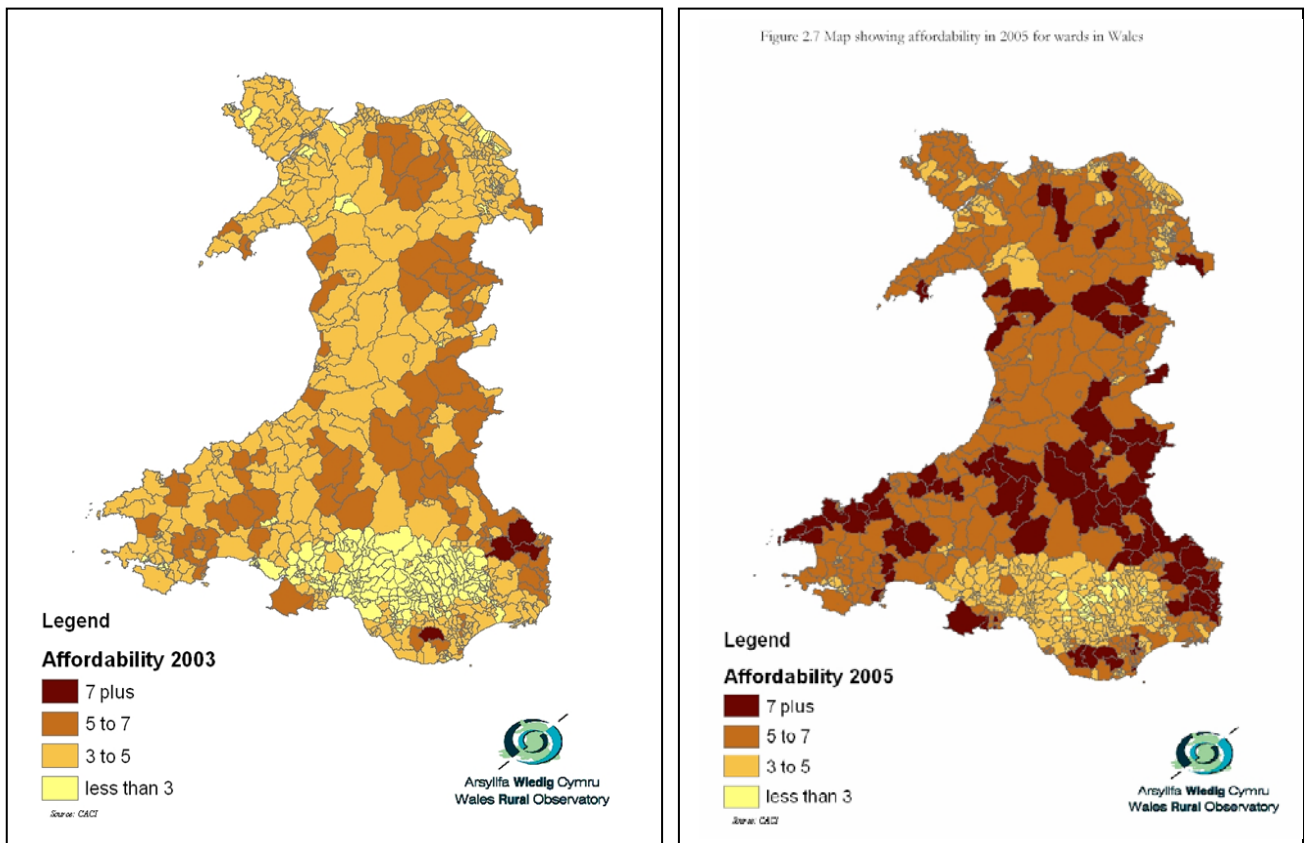 Legend
Affordability 2003
7 plus
5 to 7
3 to 5
less than 3
Source: CACI
Arsyllfa Wledig Cymru
Wales Rural Observatory
Figure 2.7 Map showing affordability in 2005 for wards in Wales
Legend
Affordability 2005
7 plus
5 to 7
3 to 5
less than 3
Source: CACI
Arsyllfa Wledig Cymru
Wales Rural Observatory